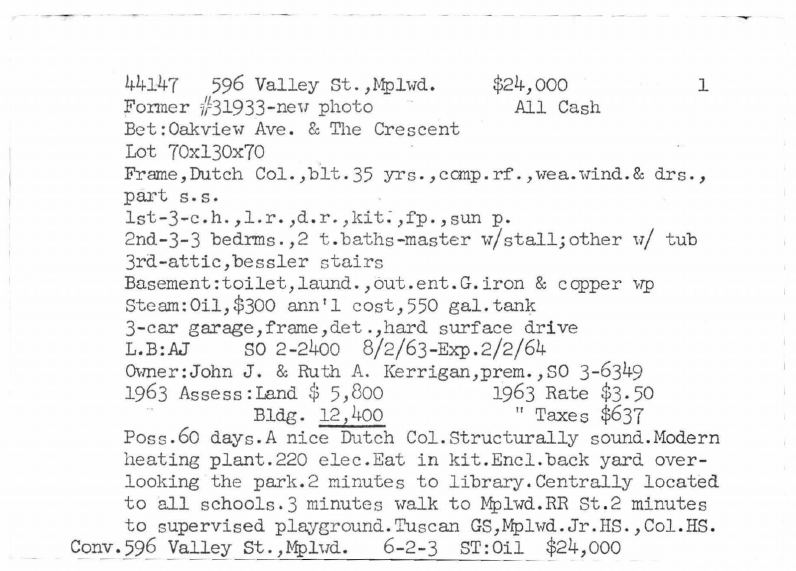 44147 596 Valley St.,Mplwd. $24,000 1
Former #31933-new photo All Cash
Bet:Oakview Ave. & The Crescent
Lot 70x130x70
Frame,Dutch Col.,blt.35 yrs.,comp.rf.,wea.wind.& drs.,
part s.s.
1st-3-c.h.,l.r.,d.r.,kit.,fp.,sun p.
2nd-3-3 bedrms.,2 t.baths-master w/stall;other w/ tub
3rd-attic,bessler stairs
Basement:toilet,laund.,out.ent.G.iron & copper wp
Steam:Oil,$300 ann'l cost,550 gal.tank
3-car garage,frame,det.,hard surface drive
L.B:AJ SO 2-2400 8/2/63-Exp.2/2/64
Owner:John J. & Ruth A. Kerrigan,prem.,SO 3-6349
1963 Assess:Land $ 5,800 1963 Rate $3.50
Bldg. 12,400 " Taxes $637
Poss.60 days.A nice Dutch Col.Structurally sound.Modern
heating plant.220 elec.Eat in kit.Encl.back yard over-
looking the park.2 minutes to library.Centrally located
to all schools.3 minutes walk to Mplwd.RR St.2 minutes
to supervised playground.Tuscan GS,Mplwd.Jr.HS.,Col.HS.
Conv.596 Valley St.,Mplwd. 6-2-3 ST:Oil $24,000